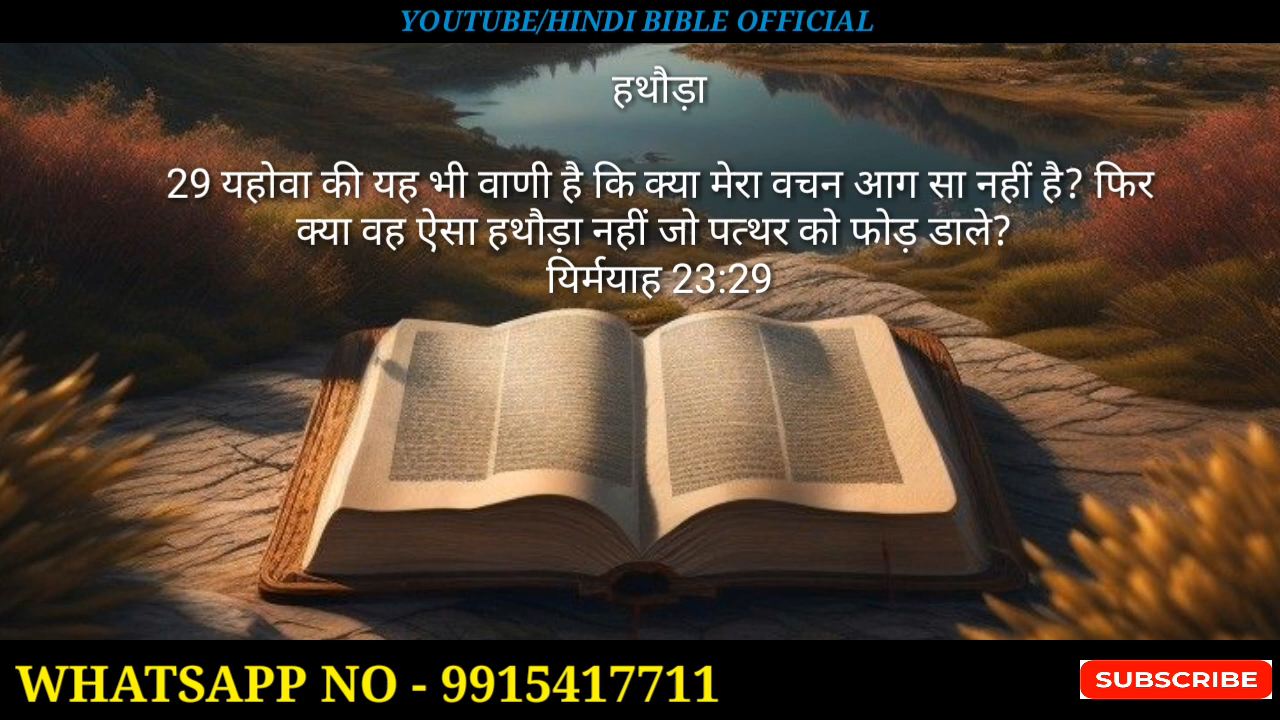 YOUTUBE/HINDI BIBLE OFFICIAL
हथौड़ा
29 यहोवा की यह भी वाणी है कि क्या मेरा वचन आग सा नहीं है? फिर
क्या वह ऐसा हथौड़ा नहीं जो पत्थर को फोड़ डाले?
यिर्मयाह 23:29
WHATSAPP NO - 9915417711
SUBSCRIBE